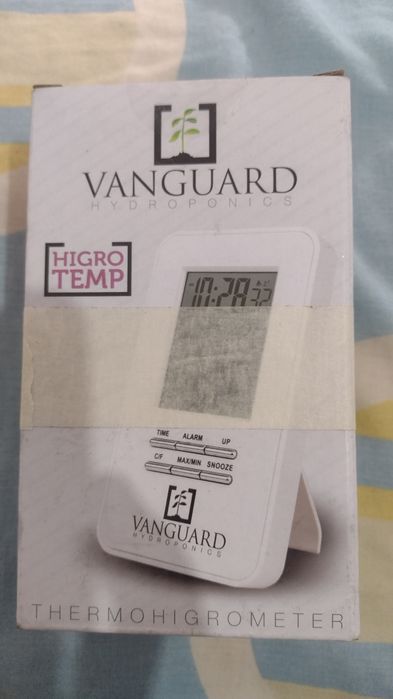 VANGUARD
HYDROPONICS
HIGRO
TEMP
10:28 32
TIME ALARM UP
C/F MAX/MIN SNOOZE
VANGUARD
HYDROPONICS
THERMOHIGROMETER